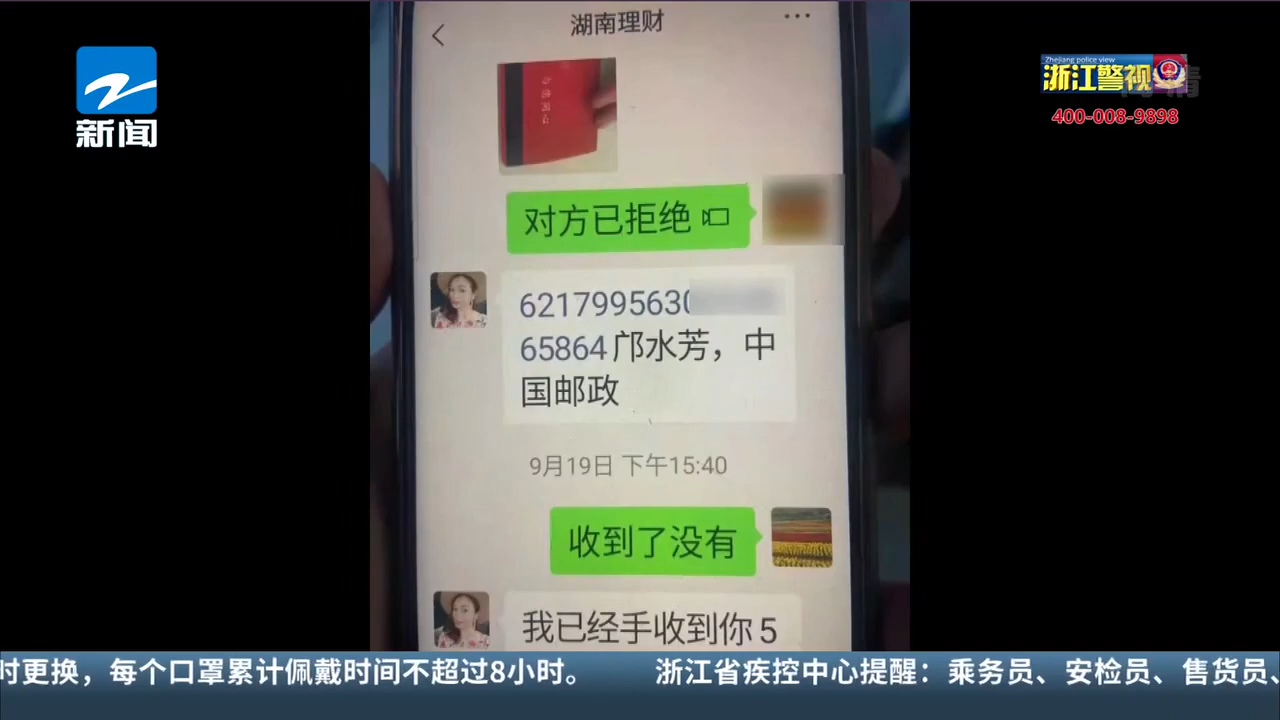 湖南理财
Zhejiang police view
浙江警视
400-008-9898
新闻
对方已拒绝
621799563
65864邝水芳，中
国邮政
9月19日 下午15:40
收到了没有
我已经手收到你5
时更换，每个口罩累计佩戴时间不超过8小时。 浙江省疾控中心提醒：乘务员、安检员、售货员、